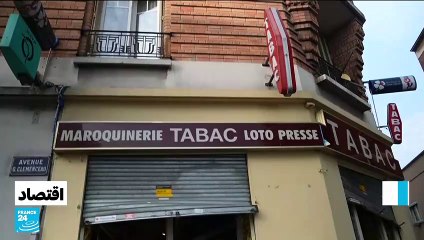 TABAC
TABAC
MAROQUINERIE TABAC LOTO PRESSE
TABAC
AVENUE
G. CLEMENCEAU
اقتصاد
FRANCE
24